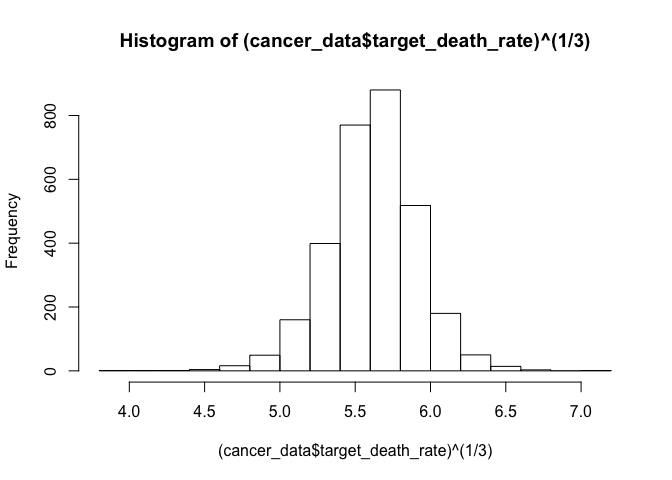 Histogram of (cancer_data$target_death_rate)^(1/3)
Frequency
800
600
400
200
0
4.0 4.5 5.0 5.5 6.0 6.5 7.0
(cancer_data$target_death_rate)^(1/3)